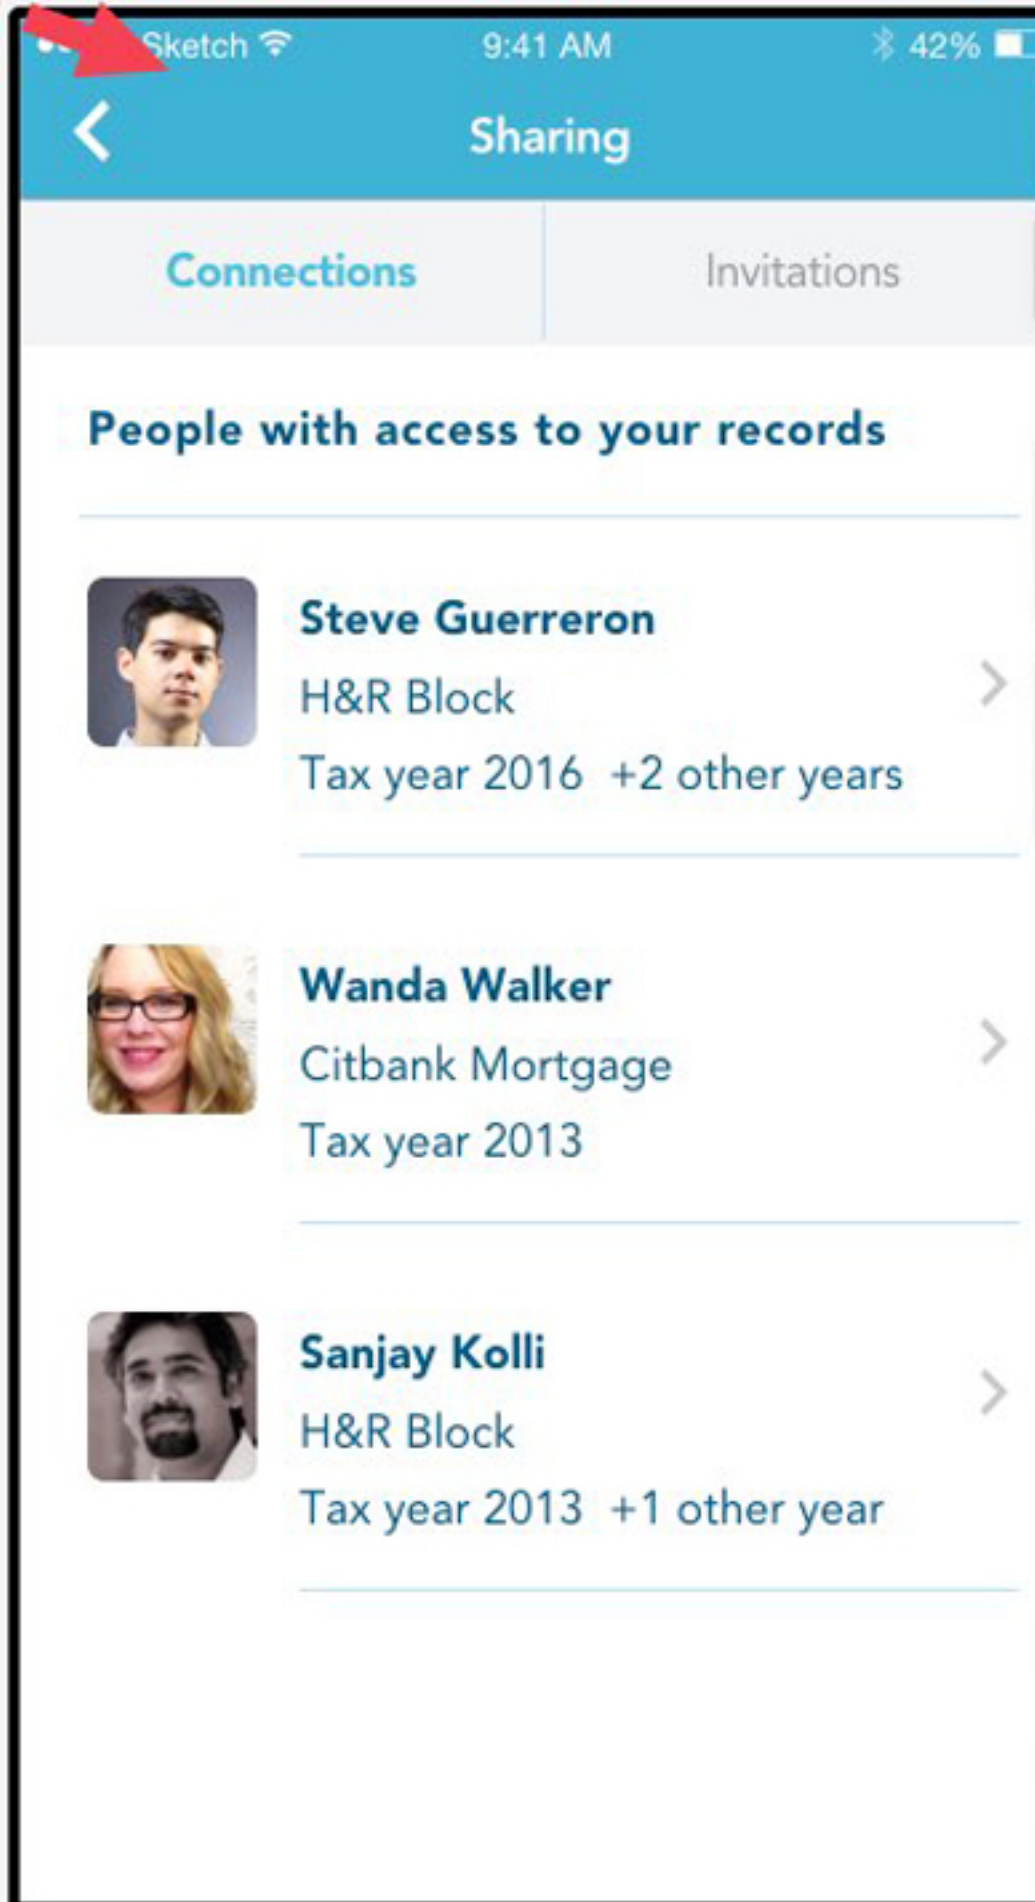 Sketch 9:41 AM 42%
Sharing
Connections Invitations
People with access to your records
Steve Guerreron
H&R Block
Tax year 2016 +2 other years
Wanda Walker
Citbank Mortgage
Tax year 2013
Sanjay Kolli
H&R Block
Tax year 2013 +1 other year